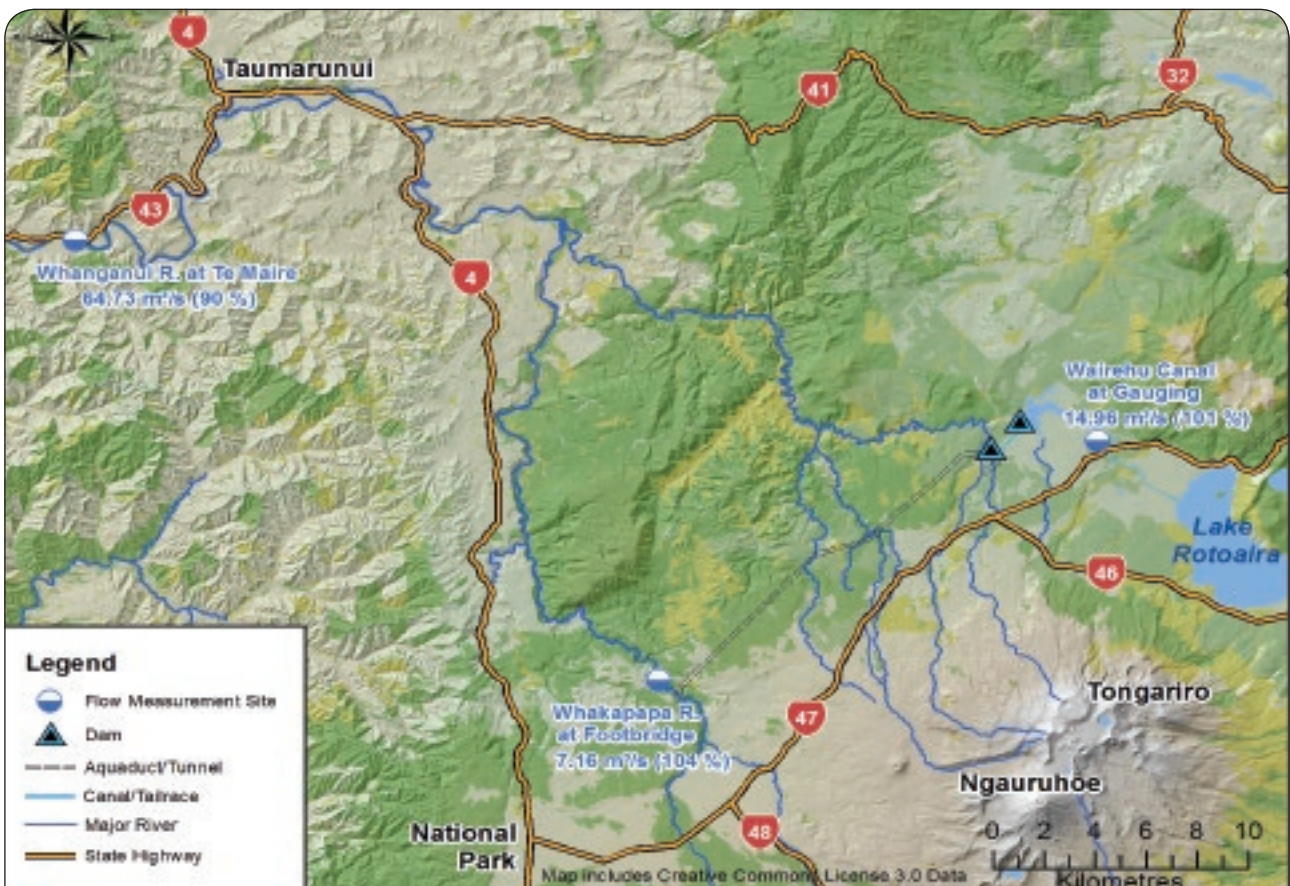 4
Taumarunui
41
32
43
Whanganui R. at Te Maire
64.73 m³/s (90 %)
4
Wairehu Canal
at Gauging
14.96 m³/s (101 %)
Lake
Rotoaira
46
Legend
Flow Measurement Site
Dam
Aquaduct/Tunnel
Canal/Tailrace
Major River
State Highway
Whakapapa R.
at Footbridge
7.16 m³/s (104 %)
47
Tongariro
Ngauruhoe
48
National
Park
0 2 4 6 8 10
Kilometres
Map includes Creative Commons License 3.0 Data